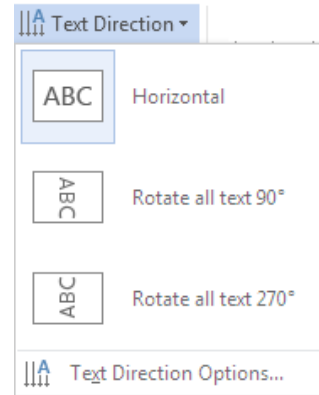 Text Direction
ABC
Horizontal
ABC
Rotate all text 90°
ABC
Rotate all text 270°
Text Direction Options...